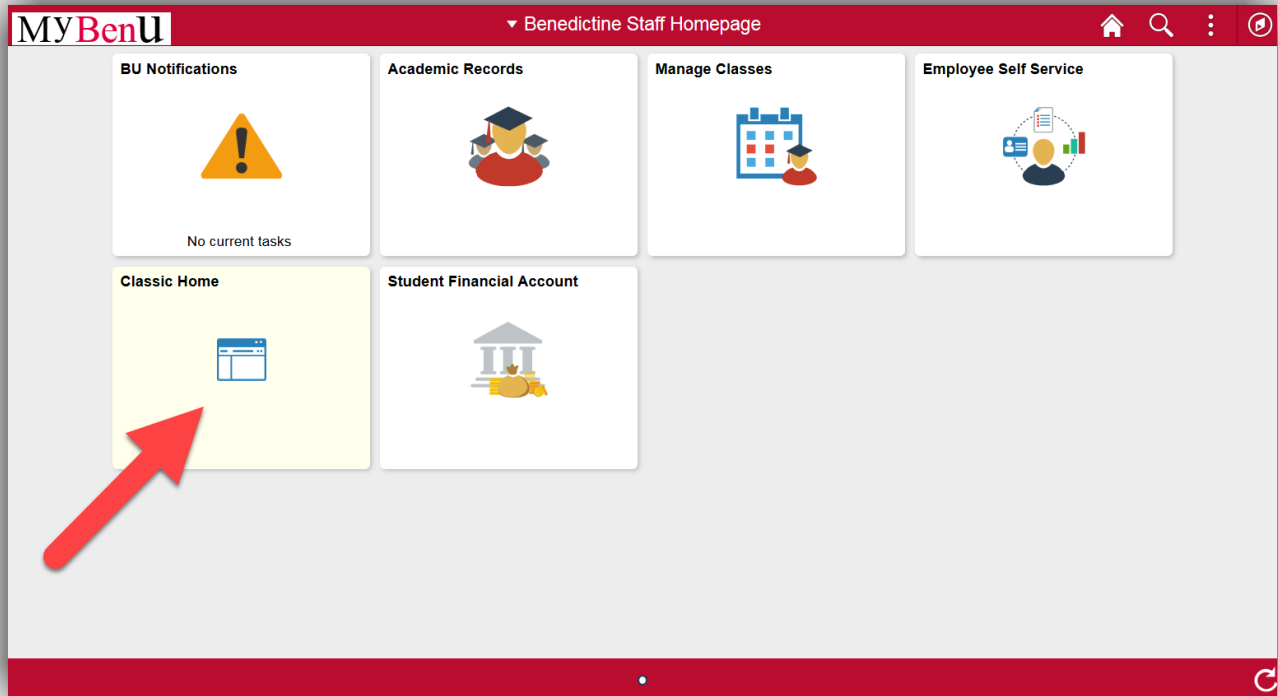 MyBenU
Benedictine Staff Homepage
BU Notifications
No current tasks
Academic Records
Manage Classes
Employee Self Service
Classic Home
Student Financial Account